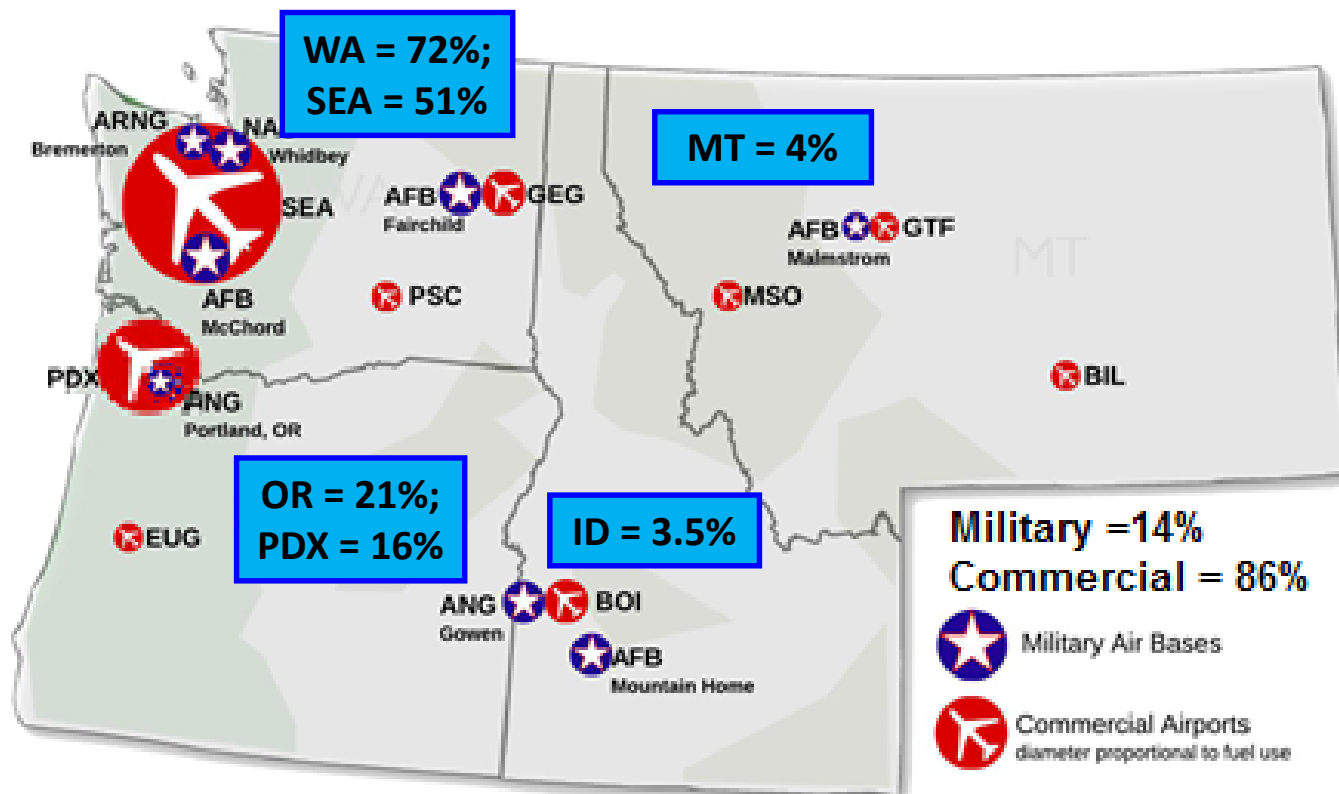 WA = 72%;
SEA = 51%
MT = 4%
ARNG
Bremerton
Whidbey
SEA
AFB
Fairchild
GEG
AFB
Malmstrom
GTF
MT
PSC
MSO
AFB
McChord
PDX
ANG
Portland, OR
BIL
OR = 21%;
PDX = 16%
ID = 3.5%
EUG
ANG
Gowen
BOI
AFB
Mountain Home
Military =14%
Commercial = 86%
Military Air Bases
Commercial Airports
diameter proportional to fuel use